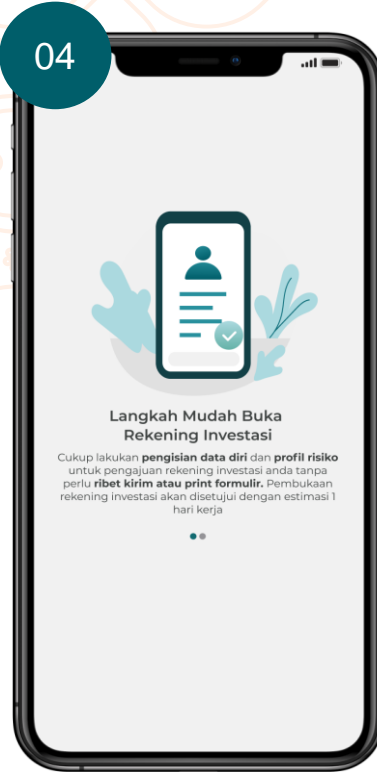 04
Langkah Mudah Buka
Rekening Investasi
Cukup lakukan pengisian data diri dan profil risiko
untuk pengajuan rekening investasi anda tanpa
perlu ribet kirim atau print formulir. Pembukaan
rekening investasi akan disetujui dengan estimasi 1
hari kerja